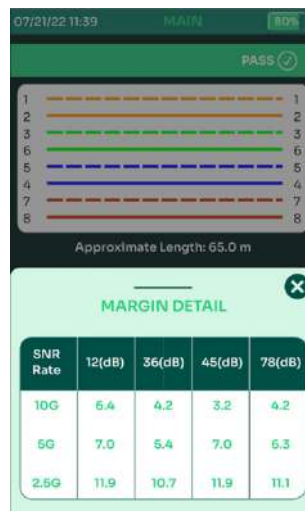 07/21/22 11:39 MAIN 80%
PASS
1 1
2 2
3 3
6 6
5 5
4 4
7 7
8 8
Approximate Length: 65.0 m
MARGIN DETAIL
SNR Rate 12(dB) 36(dB) 45(dB) 78(dB)
10G 6.4 4.2 3.2 4.2
5G 7.0 5.4 7.0 6.3
2.5G 11.9 10.7 11.9 11.1